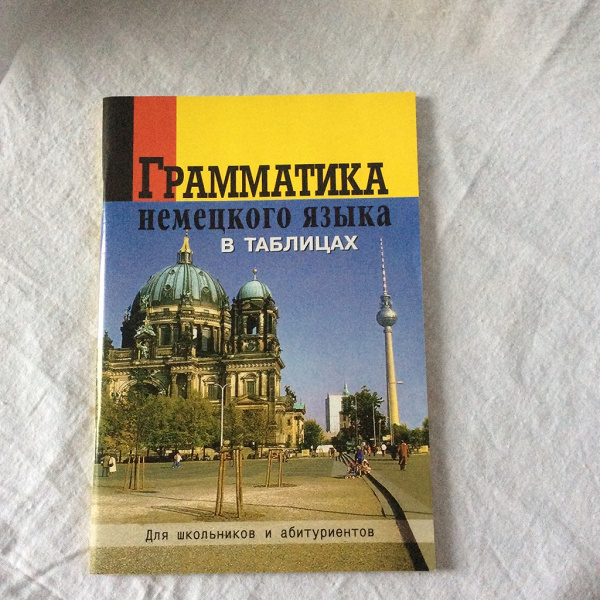 Грамматика
немецкого языка
в таблицах
Для школьников и абитуриентов